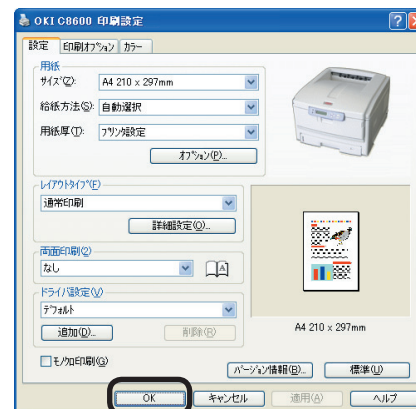 OKI C8600 印刷設定
設定 印刷オプション カラー
用紙
サイズ(Z): A4 210 x 297mm
給紙方法(S): 自動選択
用紙厚(T): プリンタ設定
オプション(P)...
レイアウトタイプ(E)
通常印刷
詳細設定(O)...
両面印刷(2)
なし
ドライバ設定(V)
デフォルト
追加(D)... 削除(R)
A4 210 x 297mm
モノクロ印刷(G)
バージョン情報(B)... 標準(U)
OK キャンセル 適用(A) ヘルプ